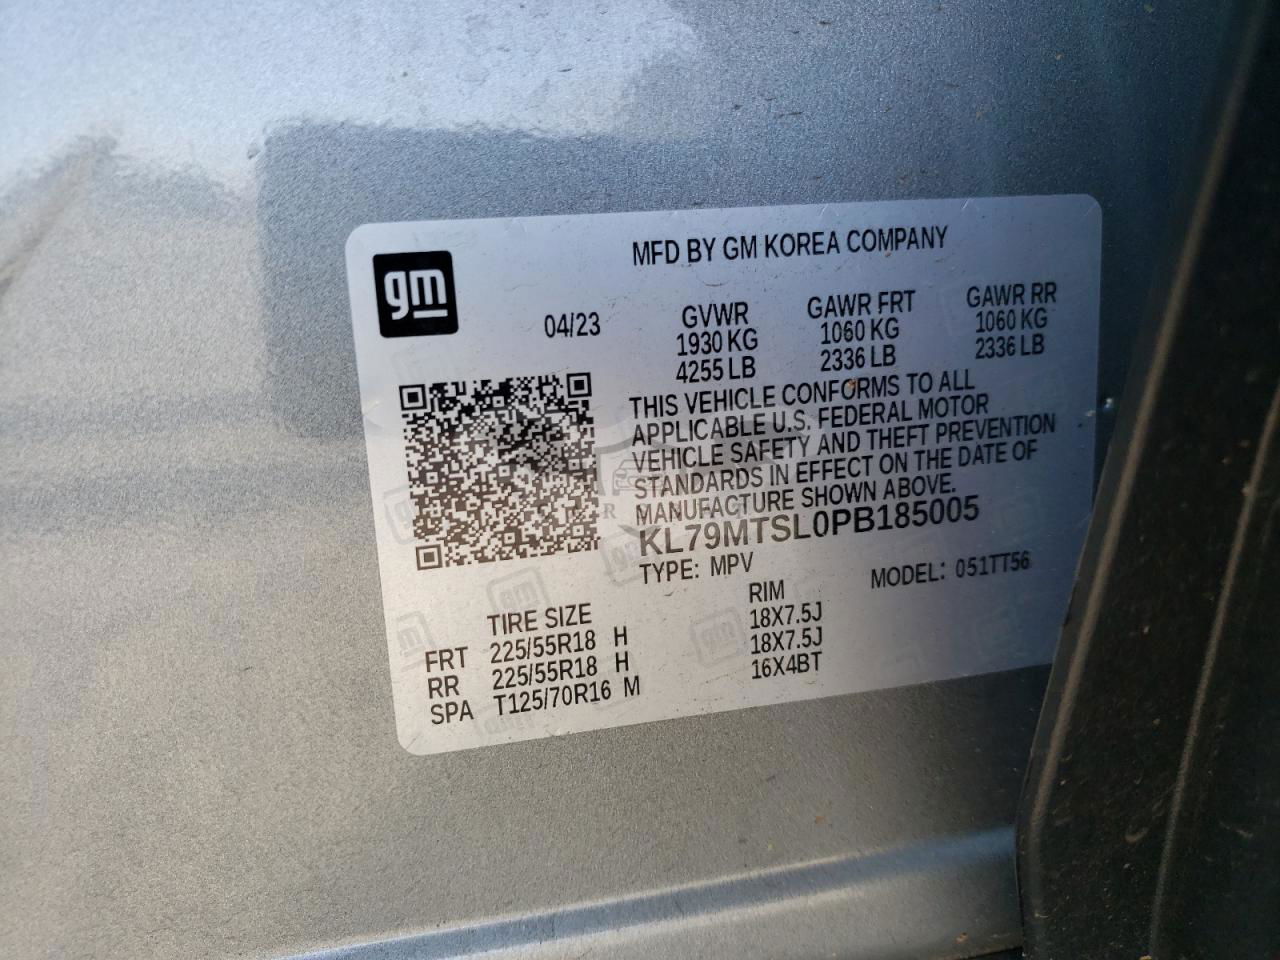 MFD BY GM KOREA COMPANY
gm
04/23
GVWR
1930 KG
4255 LB
GAWR FRT
1060 KG
2336 LB
GAWR RR
1060 KG
2336 LB
THIS VEHICLE CONFORMS TO ALL
APPLICABLE U.S. FEDERAL MOTOR
VEHICLE SAFETY AND THEFT PREVENTION
STANDARDS IN EFFECT ON THE DATE OF
MANUFACTURE SHOWN ABOVE.
KL79MTSL0PB185005
TYPE: MPV MODEL: 051TT56
TIRE SIZE RIM
FRT 225/55R18 H 18X7.5J
RR 225/55R18 H 18X7.5J
SPA T125/70R16 M 16X4BT